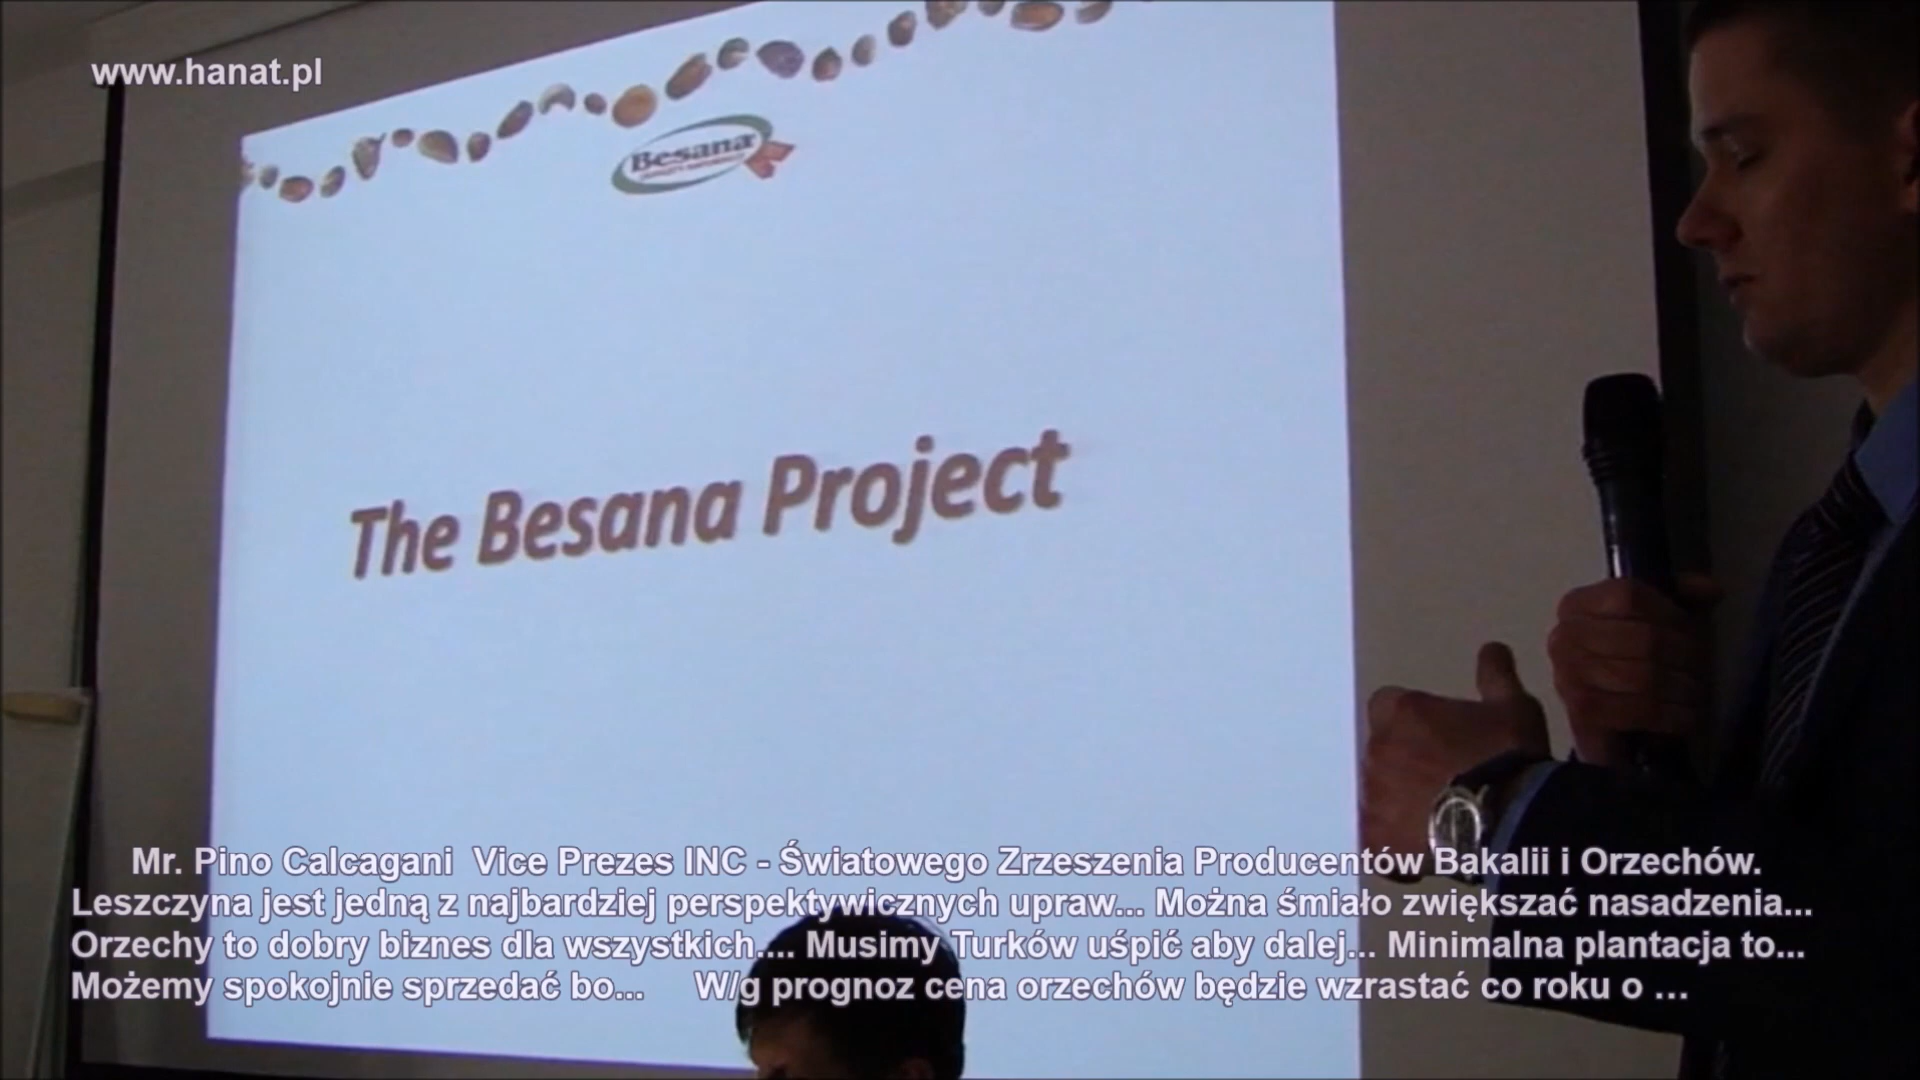 www.hanat.pl
Besana
The Besana Project
Mr. Pino Calcagani Vice Prezes INC - Światowego Zrzeszenia Producentów Bakalii i Orzechów.
Leszczyna jest jedną z najbardziej perspektywicznych upraw... Można śmiało zwiększać nasadzenia...
Orzechy to dobry biznes dla wszystkich.... Musimy Turków uśpić aby dalej... Minimalna plantacja to...
Możemy spokojnie sprzedać bo... W/g prognoz cena orzechów będzie wzrastać co roku o ...